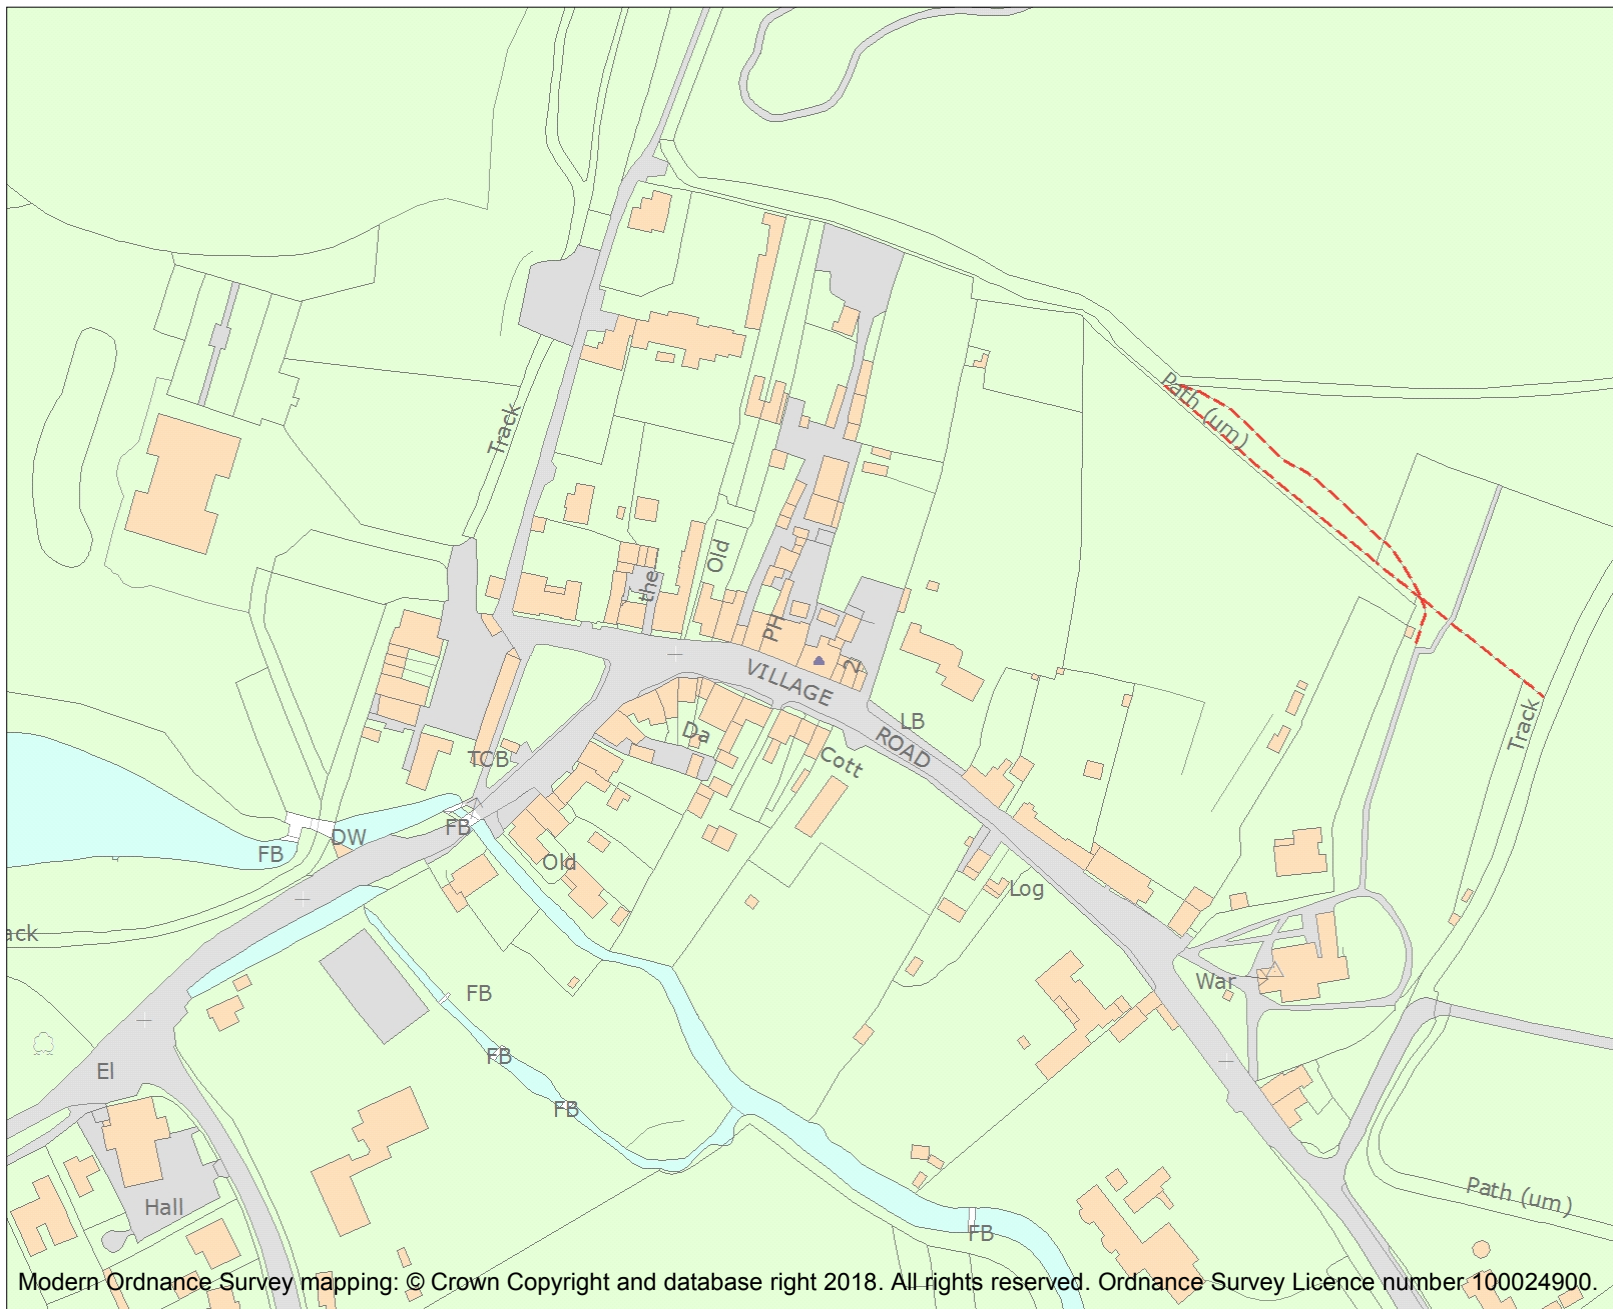 Path (um)
Track
the
Old
PH
2
VILLAGE
ROAD
LB
Da
Cott
Track
TCB
FB
DW
FB
Old
Log
ack
War
FB
FB
El
FB
Hall
Path (um)
FB
Modern Ordnance Survey mapping: © Crown Copyright and database right 2018. All rights reserved. Ordnance Survey Licence number 100024900.